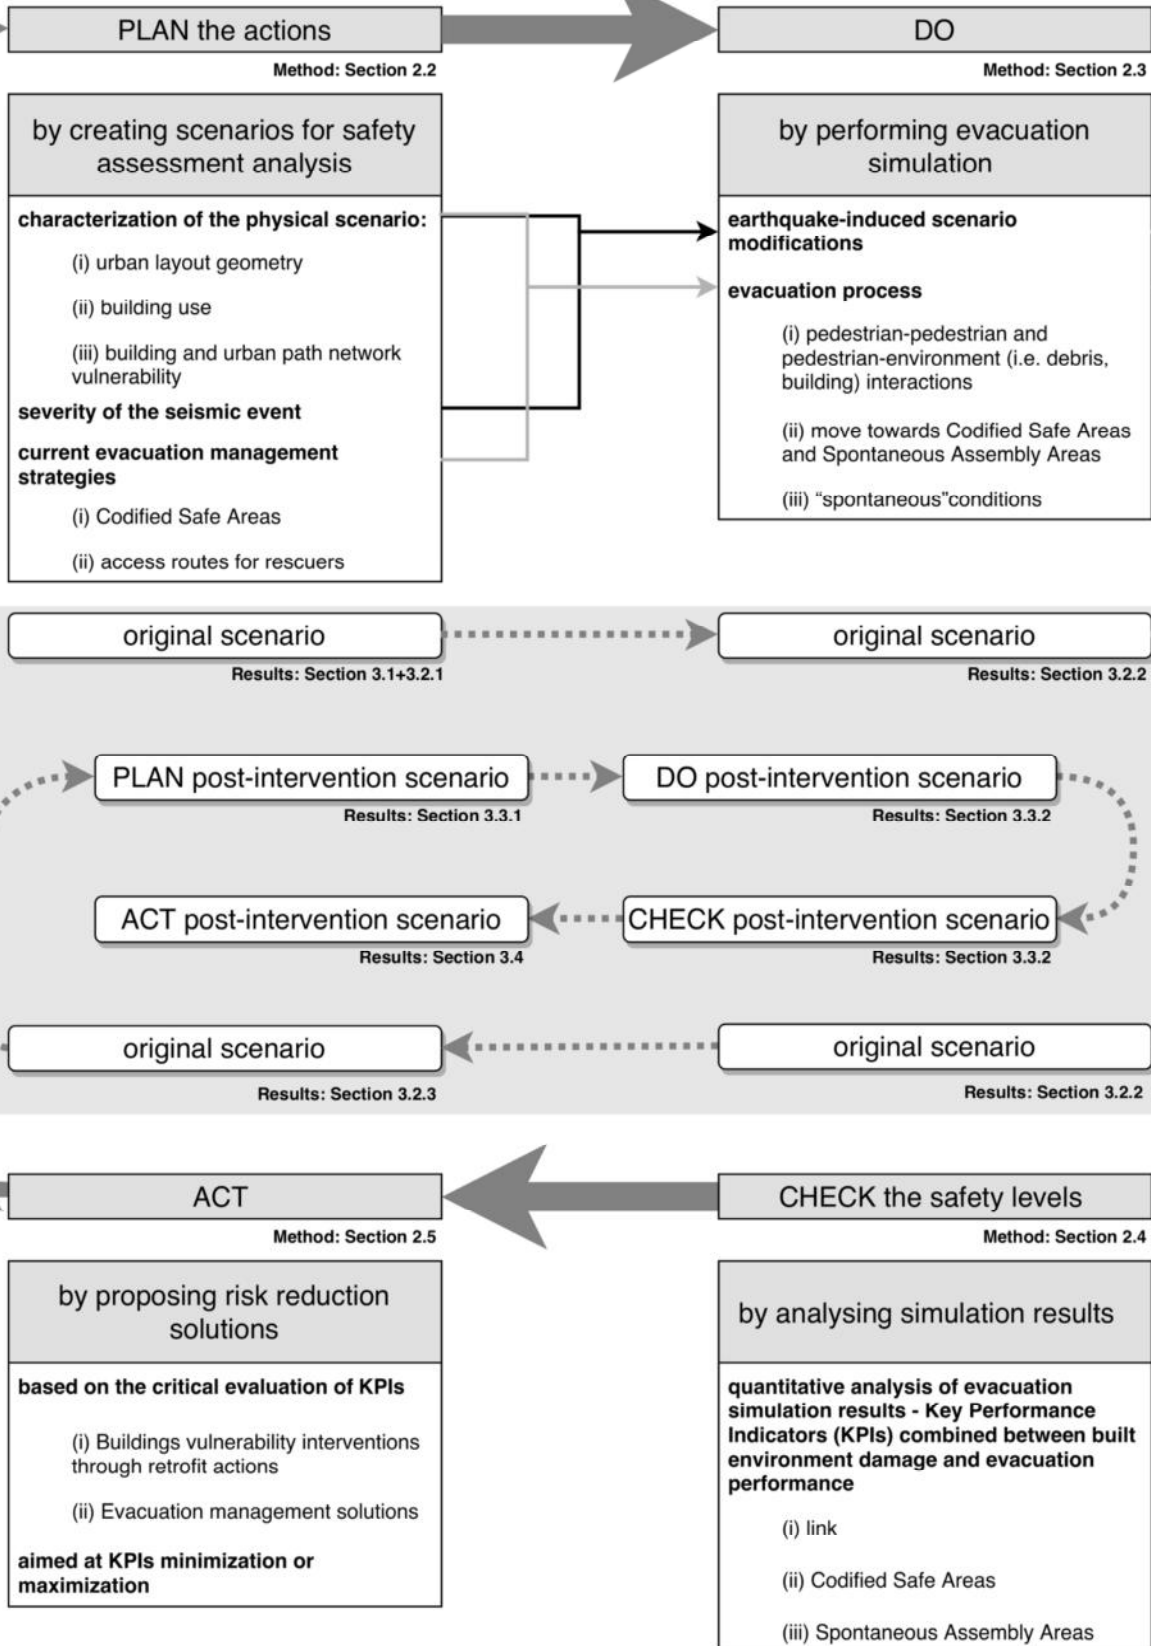 PLAN the actions
Method: Section 2.2
by creating scenarios for safety
assessment analysis
characterization of the physical scenario:
(i) urban layout geometry
(ii) building use
(iii) building and urban path network
vulnerability
severity of the seismic event
current evacuation management
strategies
(i) Codified Safe Areas
(ii) access routes for rescuers
DO
Method: Section 2.3
by performing evacuation
simulation
earthquake-induced scenario
modifications
evacuation process
(i) pedestrian-pedestrian and
pedestrian-environment (i.e. debris,
building) interactions
(ii) move towards Codified Safe Areas
and Spontaneous Assembly Areas
(iii) “spontaneous”conditions
original scenario
Results: Section 3.1+3.2.1
original scenario
Results: Section 3.2.2
PLAN post-intervention scenario
Results: Section 3.3.1
DO post-intervention scenario
Results: Section 3.3.2
ACT post-intervention scenario
Results: Section 3.4
CHECK post-intervention scenario
Results: Section 3.3.2
original scenario
Results: Section 3.2.3
original scenario
Results: Section 3.2.2
ACT
Method: Section 2.5
by proposing risk reduction
solutions
based on the critical evaluation of KPIs
(i) Buildings vulnerability interventions
through retrofit actions
(ii) Evacuation management solutions
aimed at KPIs minimization or
maximization
CHECK the safety levels
Method: Section 2.4
by analysing simulation results
quantitative analysis of evacuation
simulation results - Key Performance
Indicators (KPIs) combined between built
environment damage and evacuation
performance
(i) link
(ii) Codified Safe Areas
(iii) Spontaneous Assembly Areas